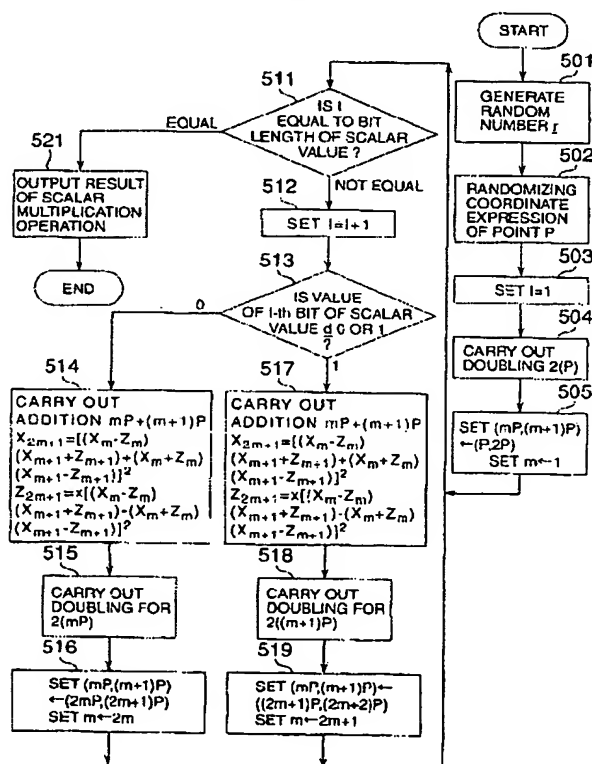 START
501
GENERATE
RANDOM
NUMBER r
502
RANDOMIZING
COORDINATE
EXPRESSION
OF POINT P
503
SET I=1
504
CARRY OUT
DOUBLING 2(P)
505
SET (mP,(m+1)P)
←(P,2P)
SET m←1
511
IS I
EQUAL TO BIT
LENGTH OF SCALAR
VALUE ?
EQUAL
NOT EQUAL
521
OUTPUT RESULT
OF SCALAR
MULTIPLICATION
OPERATION
END
512
SET I=I+1
513
IS VALUE
OF I-th BIT OF SCALAR
VALUE d 0 OR 1
?
0
1
514
CARRY OUT
ADDITION mP+(m+1)P
X2m+1=[(Xm-Zm)
(Xm+1+Zm+1)+(Xm+Zm)
(Xm+1-Zm+1)]²
Z2m+1=x[(Xm-Zm)
(Xm+1+Zm+1)-(Xm+Zm)
(Xm+1-Zm+1)]²
515
CARRY OUT
DOUBLING FOR
2(mP)
516
SET (mP,(m+1)P)
←(2mP,(2m+1)P)
SET m←2m
517
CARRY OUT
ADDITION mP+(m+1)P
X2m+1=[(Xm-Zm)
(Xm+1+Zm+1)+(Xm+Zm)
(Xm+1-Zm+1)]²
Z2m+1=x[(Xm-Zm)
(Xm+1+Zm+1)-(Xm+Zm)
(Xm+1-Zm+1)]²
518
CARRY OUT
DOUBLING FOR
2((m+1)P)
519
SET (mP,(m+1)P)←
((2m+1)P,(2m+2)P)
SET m←2m+1